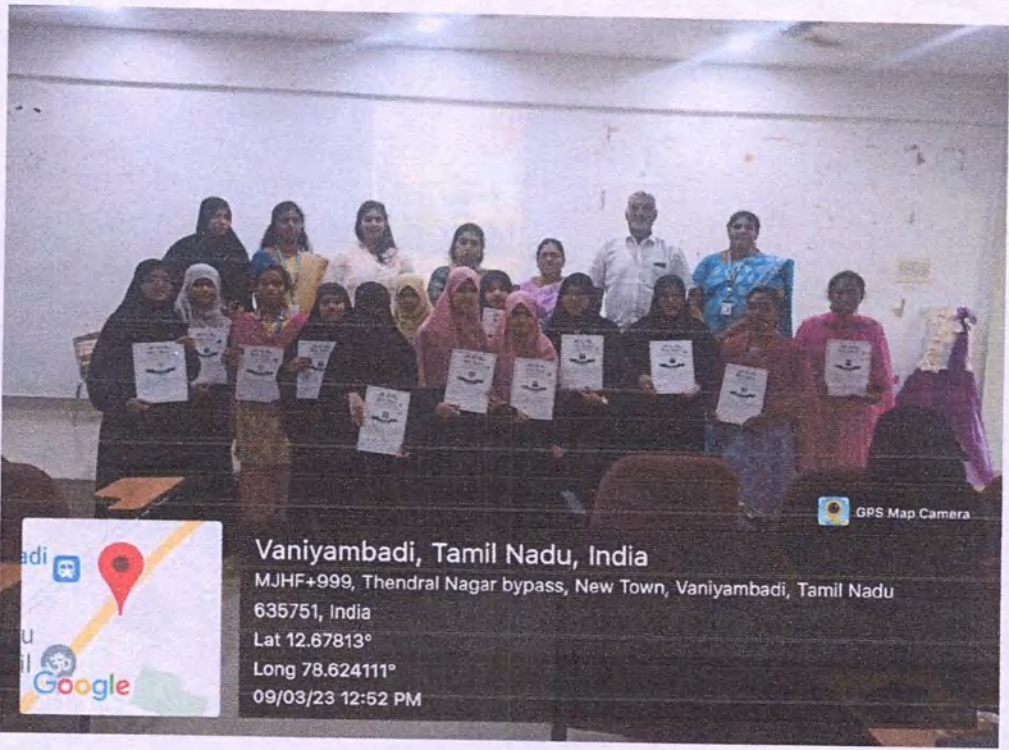 GPS Map Camera
adi
u
il
Google
Vaniyambadi, Tamil Nadu, India
MJHF+999, Thendral Nagar bypass, New Town, Vaniyambadi, Tamil Nadu
635751, India
Lat 12.67813°
Long 78.624111°
09/03/23 12:52 PM